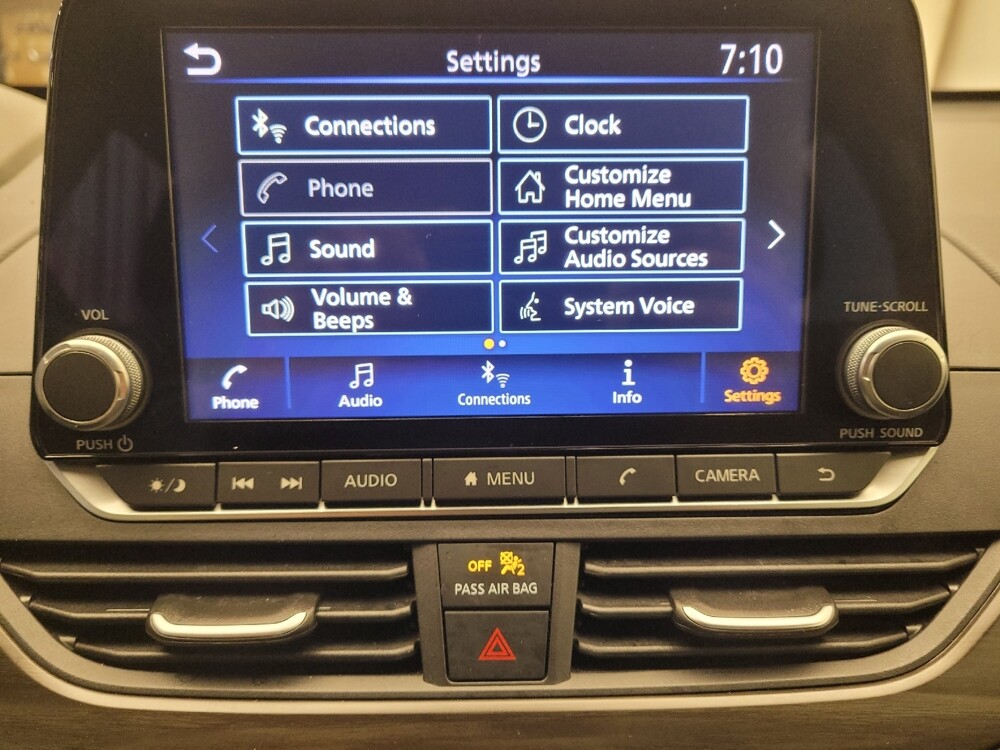 Settings
7:10
Connections
Clock
Phone
Customize
Home Menu
Sound
Customize
Audio Sources
Volume &
Beeps
System Voice
VOL
TUNE·SCROLL
Phone
Audio
Connections
Info
Settings
PUSH
PUSH SOUND
AUDIO
MENU
CAMERA
OFF 2
PASS AIR BAG